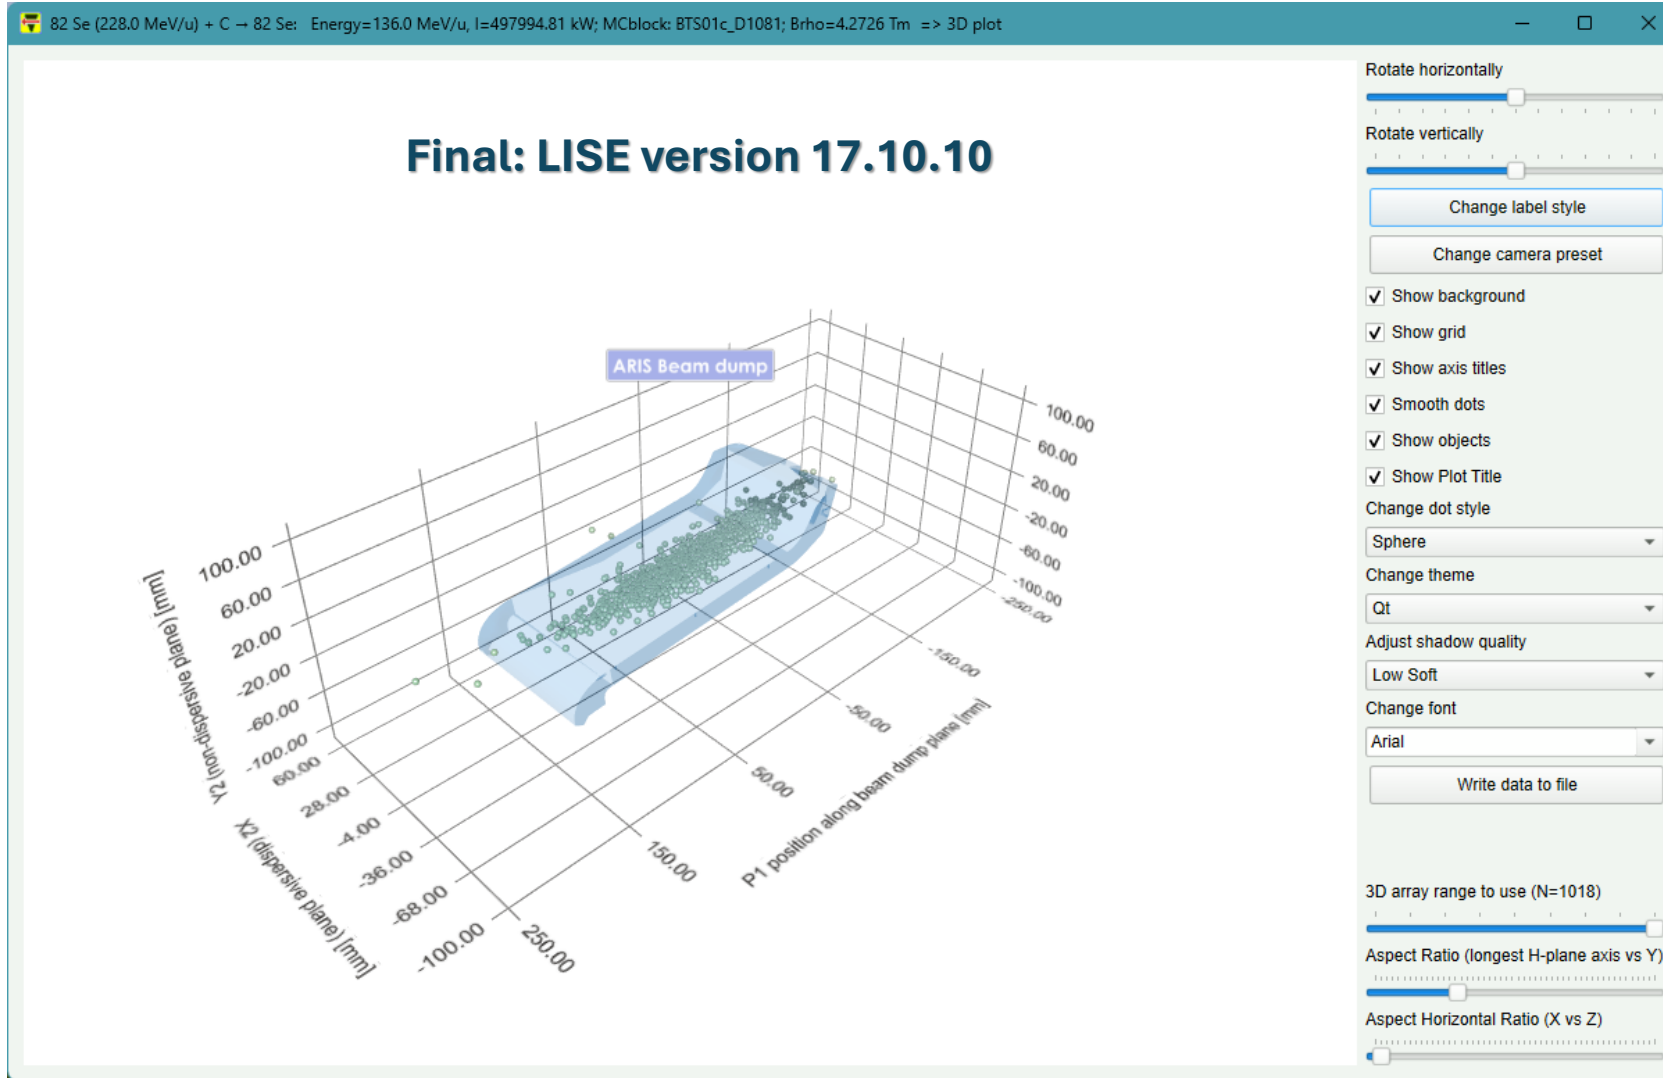 82 Se (228.0 MeV/u) + C → 82 Se: Energy=136.0 MeV/u, I=497994.81 kW; MCblock: BTS01c_D1081; Brho=4.2726 Tm => 3D plot
Final: LISE version 17.10.10
ARIS Beam dump
100.00
60.00
20.00
-20.00
-60.00
-100.00
Y2 (non-dispersive plane) [mm]
60.00
28.00
-4.00
-36.00
-68.00
-100.00
X2 (dispersive plane) [mm]
100.00
60.00
20.00
-20.00
-60.00
-100.00
-250.00
-150.00
-50.00
50.00
150.00
250.00
P1 position along beam dump plane [mm]
Rotate horizontally
Rotate vertically
Change label style
Change camera preset
Show background
Show grid
Show axis titles
Smooth dots
Show objects
Show Plot Title
Change dot style
Sphere
Change theme
Qt
Adjust shadow quality
Low Soft
Change font
Arial
Write data to file
3D array range to use (N=1018)
Aspect Ratio (longest H-plane axis vs Y)
Aspect Horizontal Ratio (X vs Z)